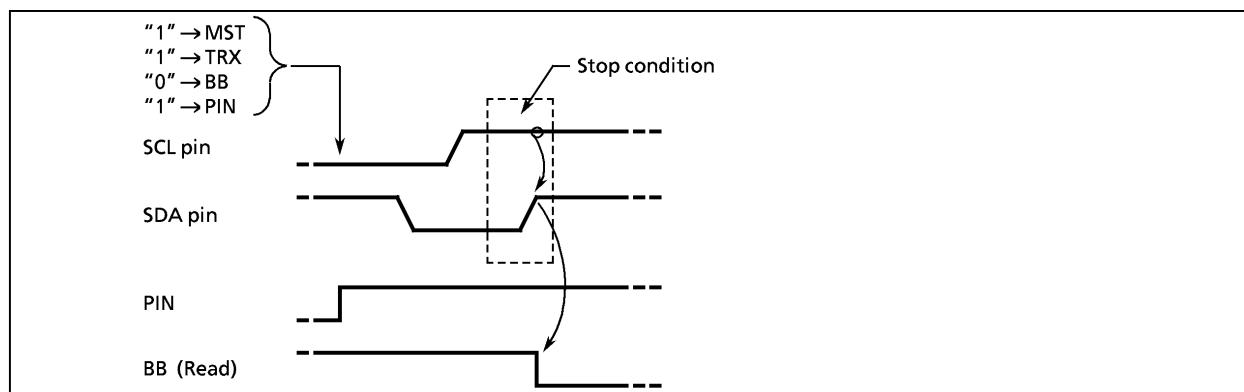 “1” → MST
“1” → TRX
“0” → BB
“1” → PIN
Stop condition
SCL pin
SDA pin
PIN
BB (Read)